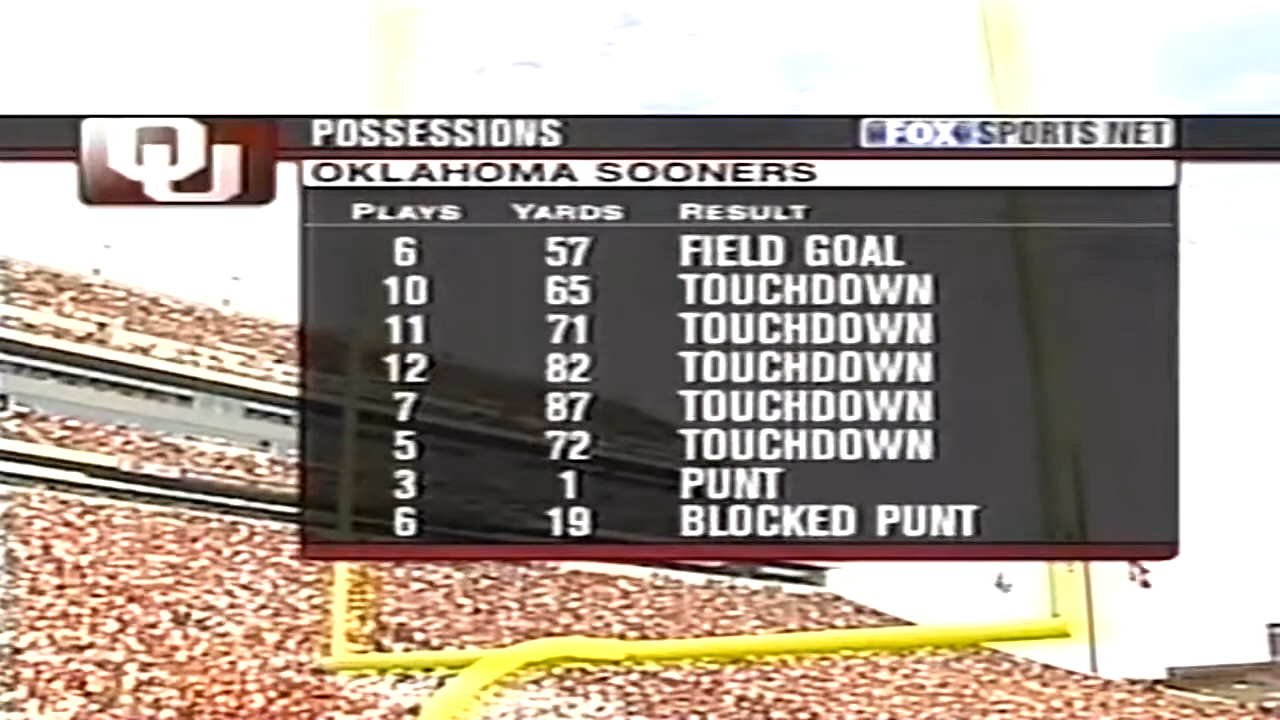 OU
POSSESSIONS
FOX SPORTS NET
OKLAHOMA SOONERS
PLAYS YARDS RESULT
6 57 FIELD GOAL
10 65 TOUCHDOWN
11 71 TOUCHDOWN
12 82 TOUCHDOWN
7 87 TOUCHDOWN
5 72 TOUCHDOWN
3 1 PUNT
6 19 BLOCKED PUNT